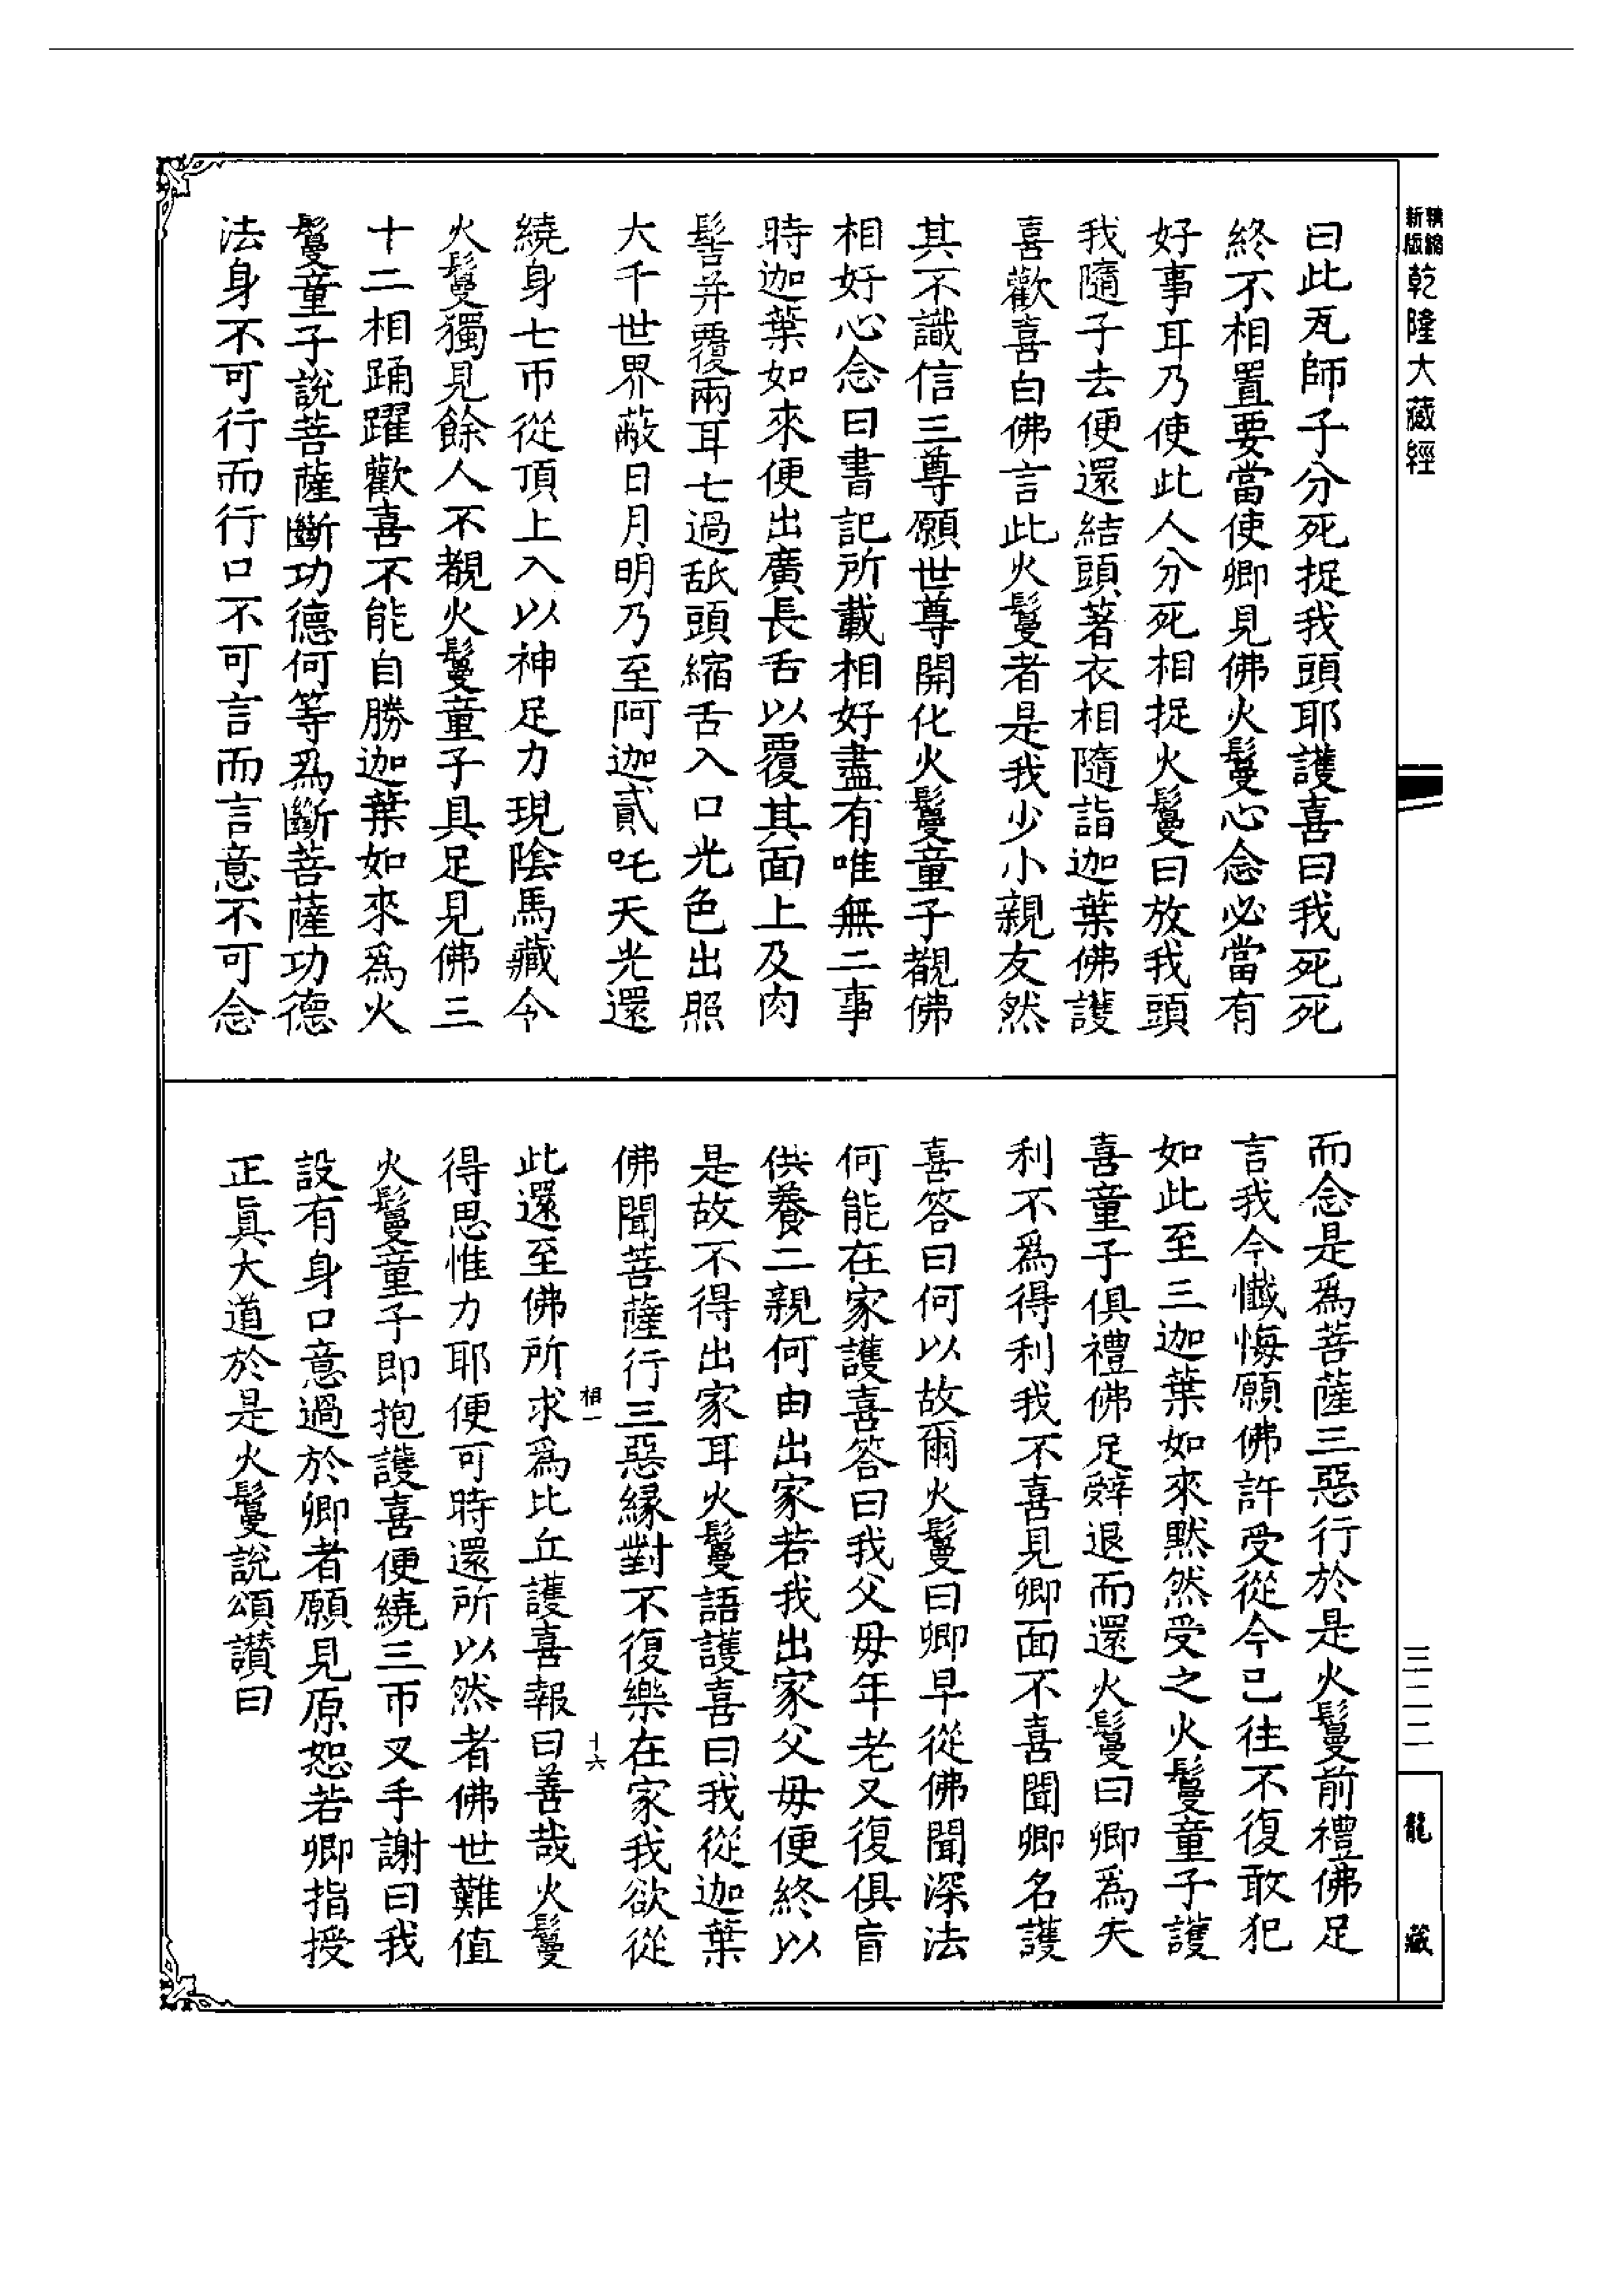 新版精縮乾隆大藏經
曰此瓦師子分死捉我頭耶護喜曰我死死
終不相置要當使卿見佛火鬘心念必當有
好事耳乃使此人分死相捉火鬘曰放我頭
我隨子去便還結頭著衣相隨詣迦葉佛護
喜歡喜白佛言此火鬘者是我少小親友然
其不識信三尊願世尊開化火鬘童子覩佛
相好心念曰書記所載相好盡有唯無二事
時迦葉如來便出廣長舌以覆其面上及肉
髻并覆兩耳七過舐頭縮舌入口光色出照
大千世界蔽日月明乃至阿迦貳吒天光還
繞身七帀從頂上入以神足力現陰馬藏令
火鬘獨見餘人不覩火鬘童子具足見佛三
十二相踊躍歡喜不能自勝迦葉如來爲火
鬘童子說菩薩斷功德何等爲斷菩薩功德
法身不可行而行口不可言而言意不可念
而念是爲菩薩三惡行於是火鬘前禮佛足
言我今懺悔願佛許受從今已往不復敢犯
如此至三迦葉如來默然受之火鬘童子護
喜童子俱禮佛足辤退而還火鬘曰卿爲失
利不爲得利我不喜見卿面不喜聞卿名護
喜答曰何以故爾火鬘曰卿早從佛聞深法
何能在家護喜答曰我父毋年老又復俱盲
供養二親何由出家若我出家父毋便終以
是故不得出家耳火鬘語護喜曰我從迦葉
佛聞菩薩行三惡緣對不復樂在家我欲從
相一 十六
此還至佛所求爲比丘護喜報曰善哉火鬘
得思惟力耶便可時還所以然者佛世難值
火鬘童子即抱護喜便繞三帀叉手謝曰我
設有身口意過於卿者願見原恕若卿指授
正眞大道於是火鬘說頌讃曰
三二二
龍藏